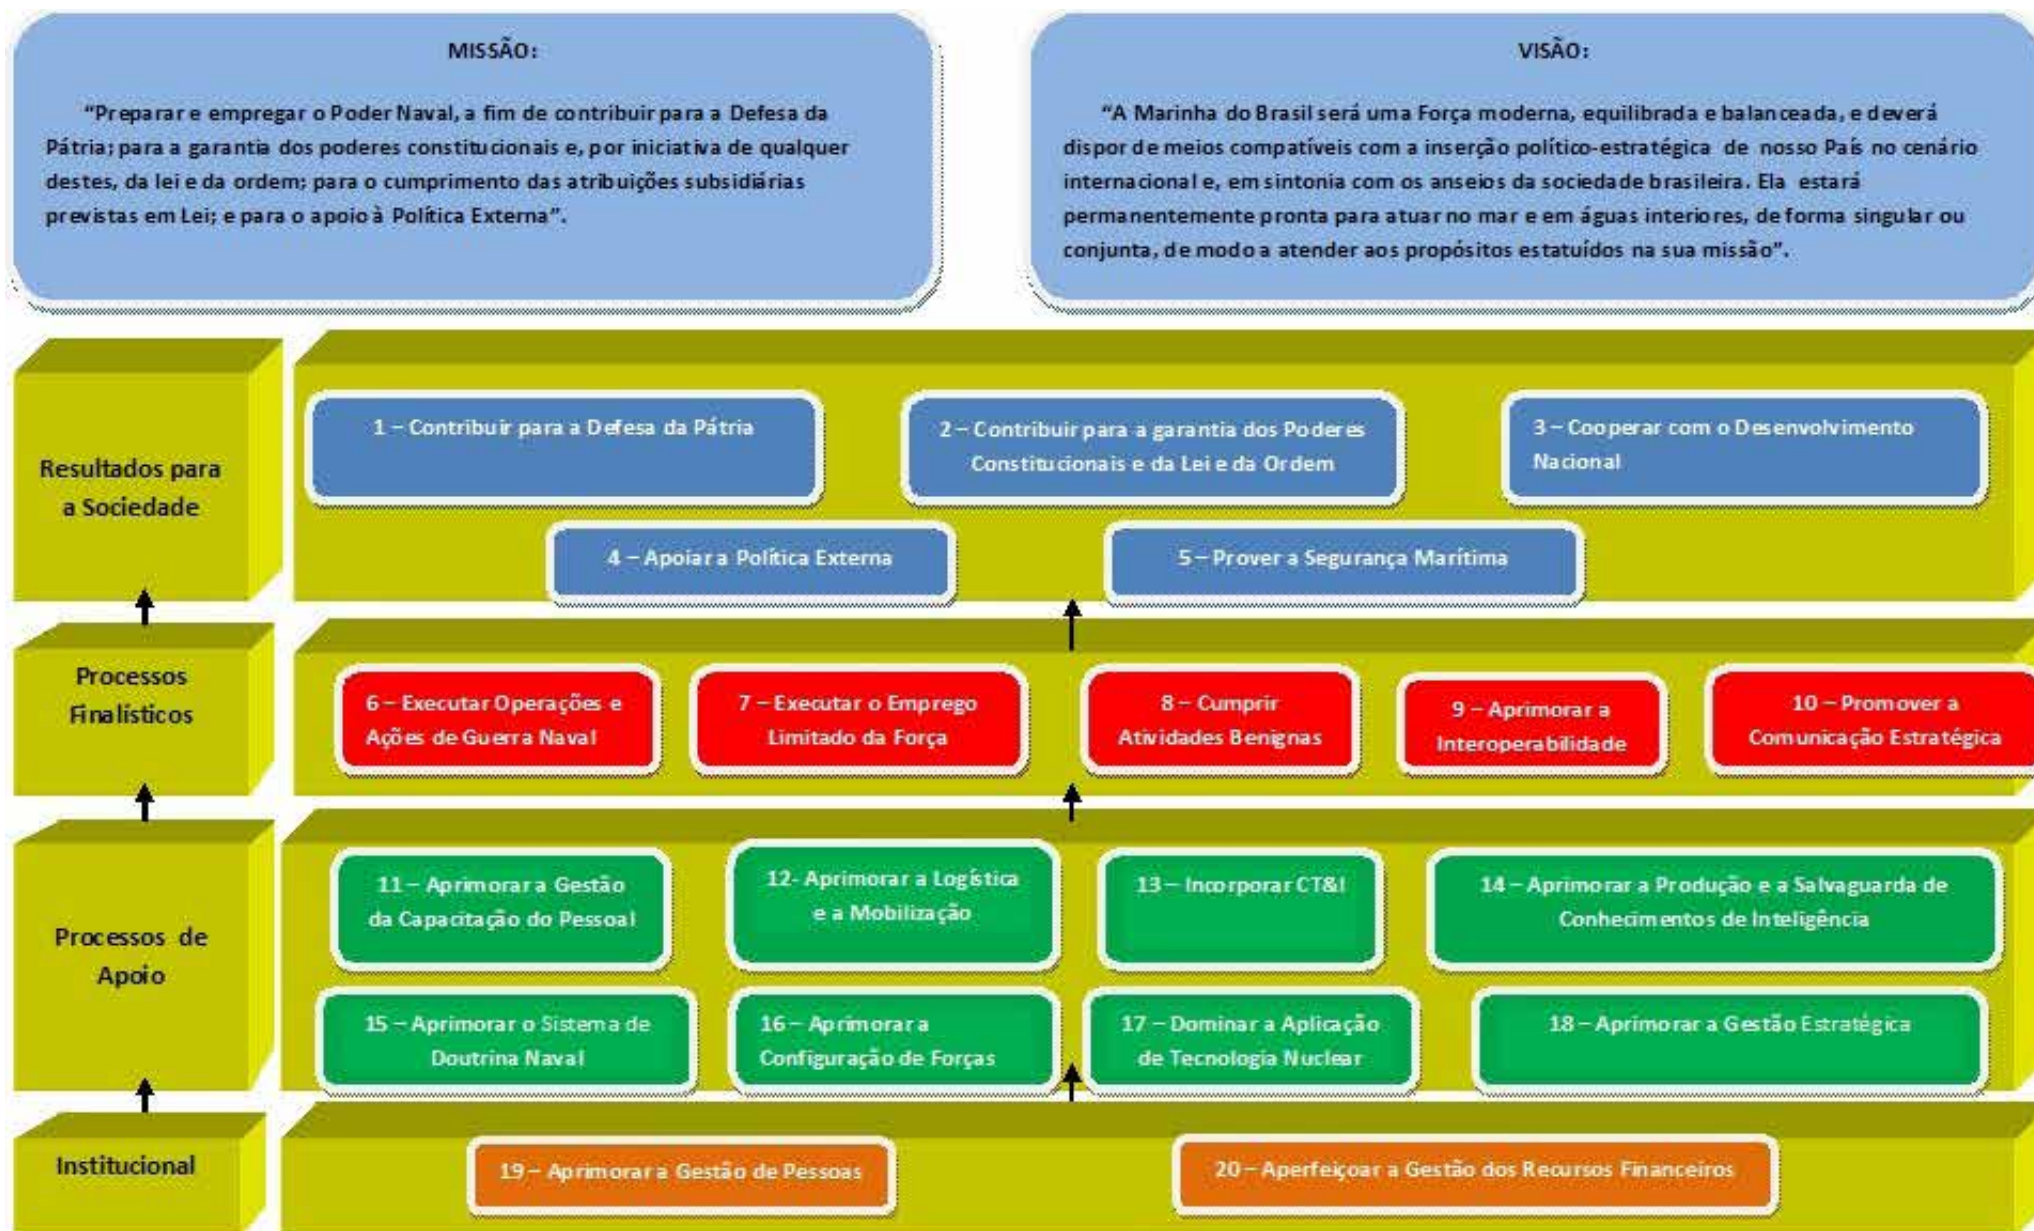 MISSÃO:
“Preparar e empregar o Poder Naval, a fim de contribuir para a Defesa da
Pátria; para a garantia dos poderes constitucionais e, por iniciativa de qualquer
destes, da lei e da ordem; para o cumprimento das atribuições subsidiárias
previstas em Lei; e para o apoio à Política Externa”.
VISÃO:
“A Marinha do Brasil será uma Força moderna, equilibrada e balanceada, e deverá
dispor de meios compatíveis com a inserção político-estratégica de nosso País no cenário
internacional e, em sintonia com os anseios da sociedade brasileira. Ela estará
permanentemente pronta para atuar no mar e em águas interiores, de forma singular ou
conjunta, de modo a atender aos propósitos estatuídos na sua missão”.
Resultados para
a Sociedade
1 – Contribuir para a Defesa da Pátria
2 – Contribuir para a garantia dos Poderes
Constitucionais e da Lei e da Ordem
3 – Cooperar com o Desenvolvimento
Nacional
4 – Apoiar a Política Externa
5 – Prover a Segurança Marítima
Processos
Finalísticos
6 – Executar Operações e
Ações de Guerra Naval
7 – Executar o Emprego
Limitado da Força
8 – Cumprir
Atividades Benignas
9 – Aprimorar a
Interoperabilidade
10 – Promover a
Comunicação Estratégica
Processos de
Apoio
11 – Aprimorar a Gestão
da Capacitação do Pessoal
12- Aprimorar a Logística
e a Mobilização
13 – Incorporar CT&I
14 – Aprimorar a Produção e a Salvaguarda de
Conhecimentos de Inteligência
15 – Aprimorar o Sistema de
Doutrina Naval
16 – Aprimorar a
Configuração de Forças
17 – Dominar a Aplicação
de Tecnologia Nuclear
18 – Aprimorar a Gestão Estratégica
Institucional
19 – Aprimorar a Gestão de Pessoas
20 – Aperfeiçoar a Gestão dos Recursos Financeiros